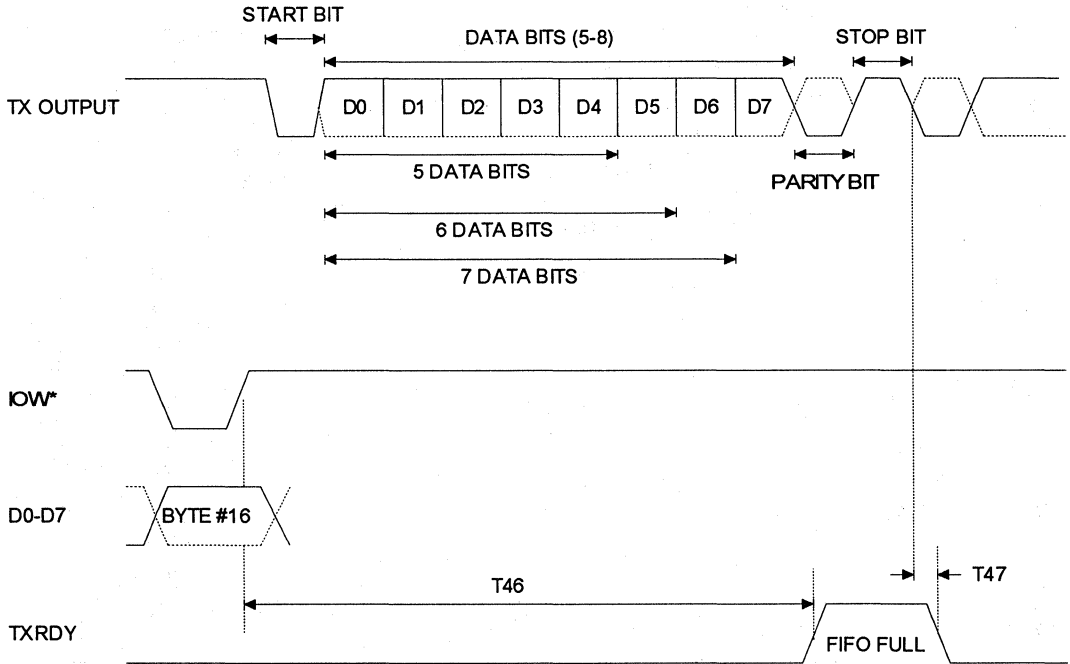 START BIT
DATA BITS (5-8)
STOP BIT
TX OUTPUT
D0 D1 D2 D3 D4 D5 D6 D7
5 DATA BITS
PARITY BIT
6 DATA BITS
7 DATA BITS
IOW*
D0-D7
BYTE #16
T46
T47
TXRDY
FIFO FULL